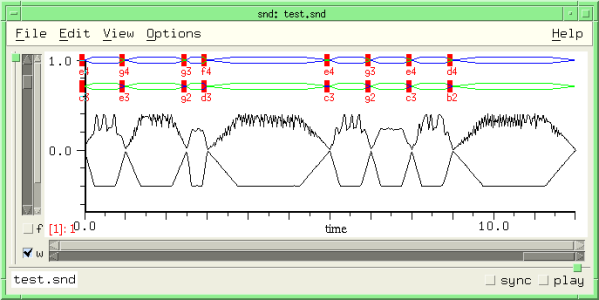 snd: test.snd
File Edit View Options Help
1.0
e4 g4 g3 f4 e4 g3 e4 d4
c3 e3 g2 d3 c3 g2 c3 b2
0.0
f [1]: 1 0.0 time 10.0
w
test.snd sync play